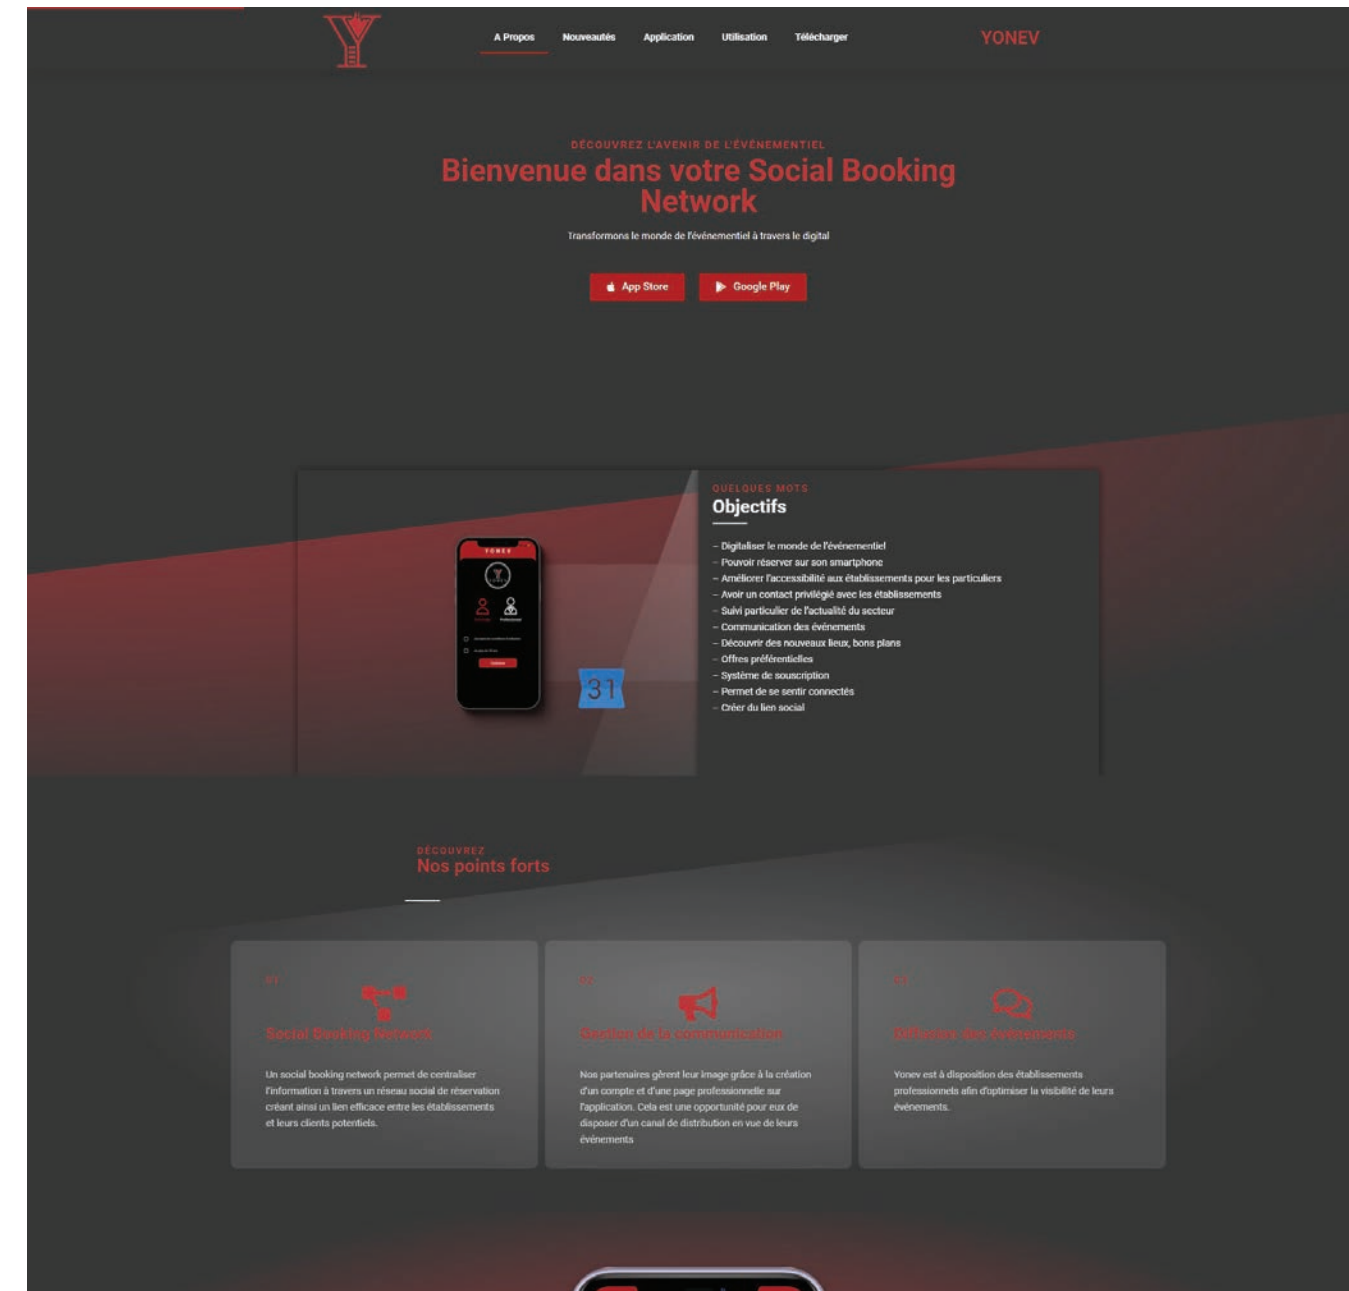 A Propos Nouveautés Application Utilisation Télécharger YONEV
DÉCOUVREZ L'AVENIR DE L'ÉVÉNEMENTIEL
Bienvenue dans votre Social Booking
Network
Transformons le monde de l'événementiel à travers le digital
App Store Google Play
YONEV
Professionnel
31
QUELQUES MOTS
Objectifs
– Digitaliser le monde de l'événementiel
– Pouvoir réserver sur son smartphone
– Améliorer l'accessibilité aux établissements pour les particuliers
– Avoir un contact privilégié avec les établissements
– Suivi particulier de l'actualité du secteur
– Communication des événements
– Découvrir des nouveaux lieux, bons plans
– Offres préférentielles
– Système de souscription
– Permet de se sentir connectés
– Créer du lien social
DÉCOUVREZ
Nos points forts
01
Social Booking Network
Un social booking network permet de centraliser
l'information à travers un réseau social de réservation
créant ainsi un lien efficace entre les établissements
et leurs clients potentiels.
02
Gestion de la communication
Nos partenaires gèrent leur image grâce à la création
d'un compte et d'une page professionnelle sur
l'application. Cela est une opportunité pour eux de
disposer d'un canal de distribution en vue de leurs
événements
Diffusion des événements
Yonev est à disposition des établissements
professionnels afin d'optimiser la visibilité de leurs
événements.